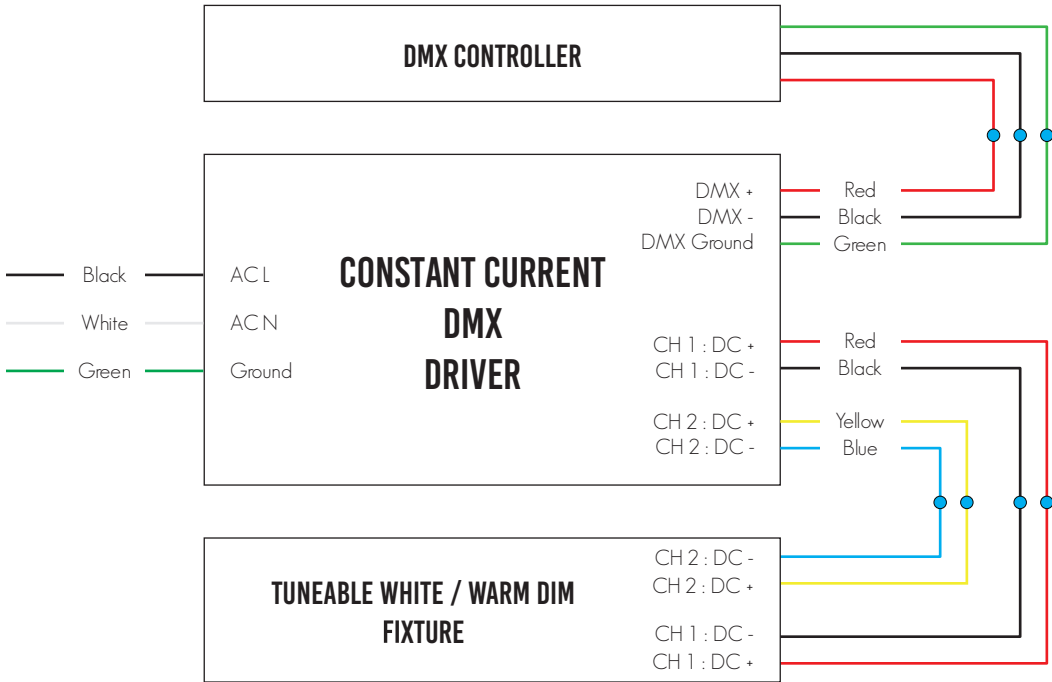 DMX CONTROLLER
DMX +
Red
DMX -
Black
DMX Ground
Green
Black
AC L
White
AC N
Green
Ground
CONSTANT CURRENT
DMX
DRIVER
CH 1 : DC +
Red
CH 1 : DC -
Black
CH 2 : DC +
Yellow
CH 2 : DC -
Blue
TUNEABLE WHITE / WARM DIM
FIXTURE
CH 2 : DC -
CH 2 : DC +
CH 1 : DC -
CH 1 : DC +